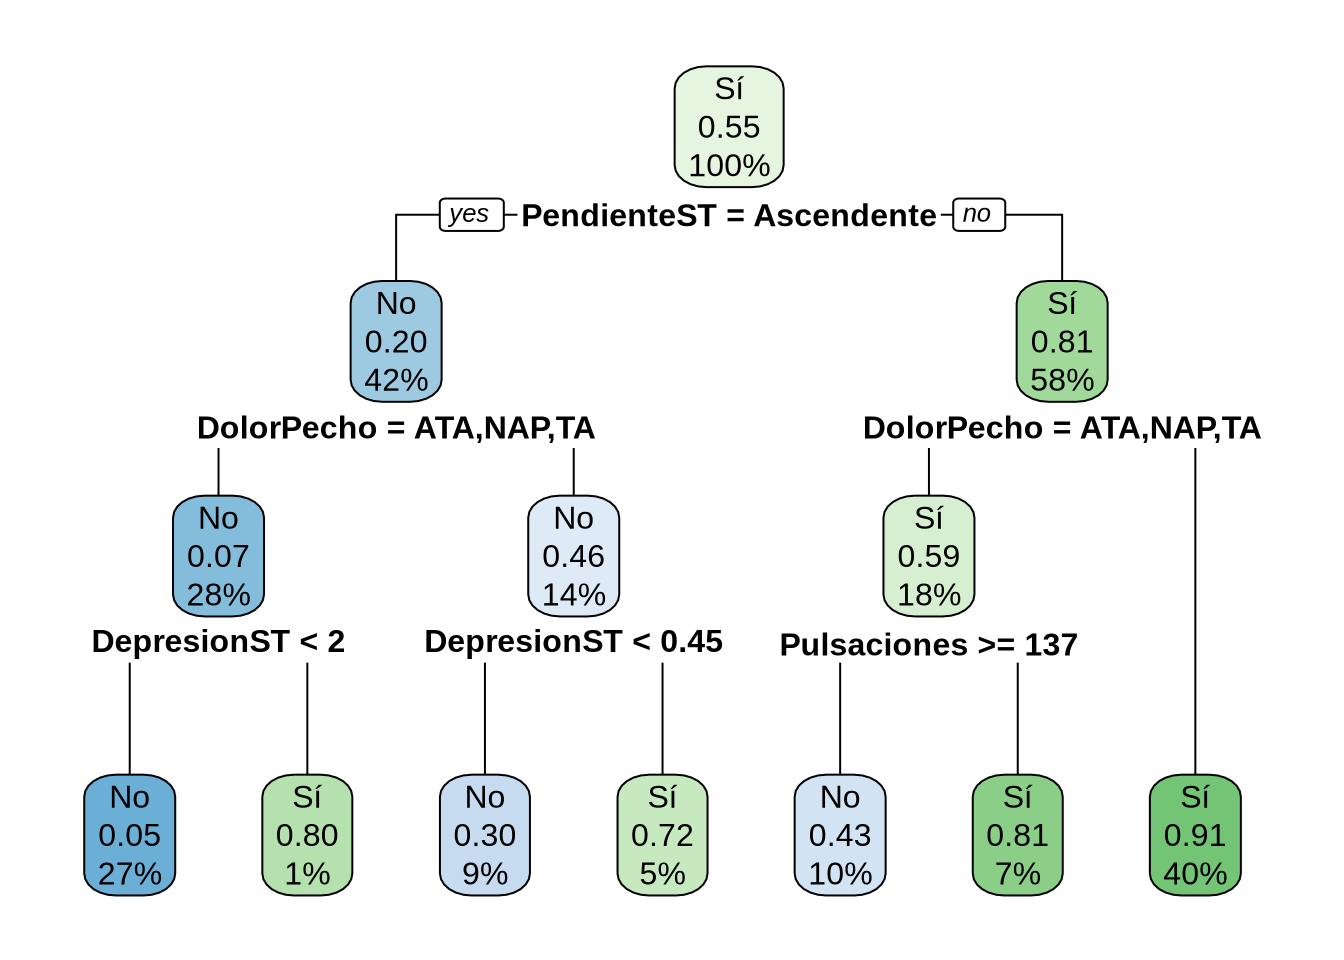 Sí
0.55
100%
yes
PendienteST = Ascendente
no
No
0.20
42%
Sí
0.81
58%
DolorPecho = ATA,NAP,TA
DolorPecho = ATA,NAP,TA
No
0.07
28%
No
0.46
14%
Sí
0.59
18%
DepresionST < 2
DepresionST < 0.45
Pulsaciones >= 137
No
0.05
27%
Sí
0.80
1%
No
0.30
9%
Sí
0.72
5%
No
0.43
10%
Sí
0.81
7%
Sí
0.91
40%